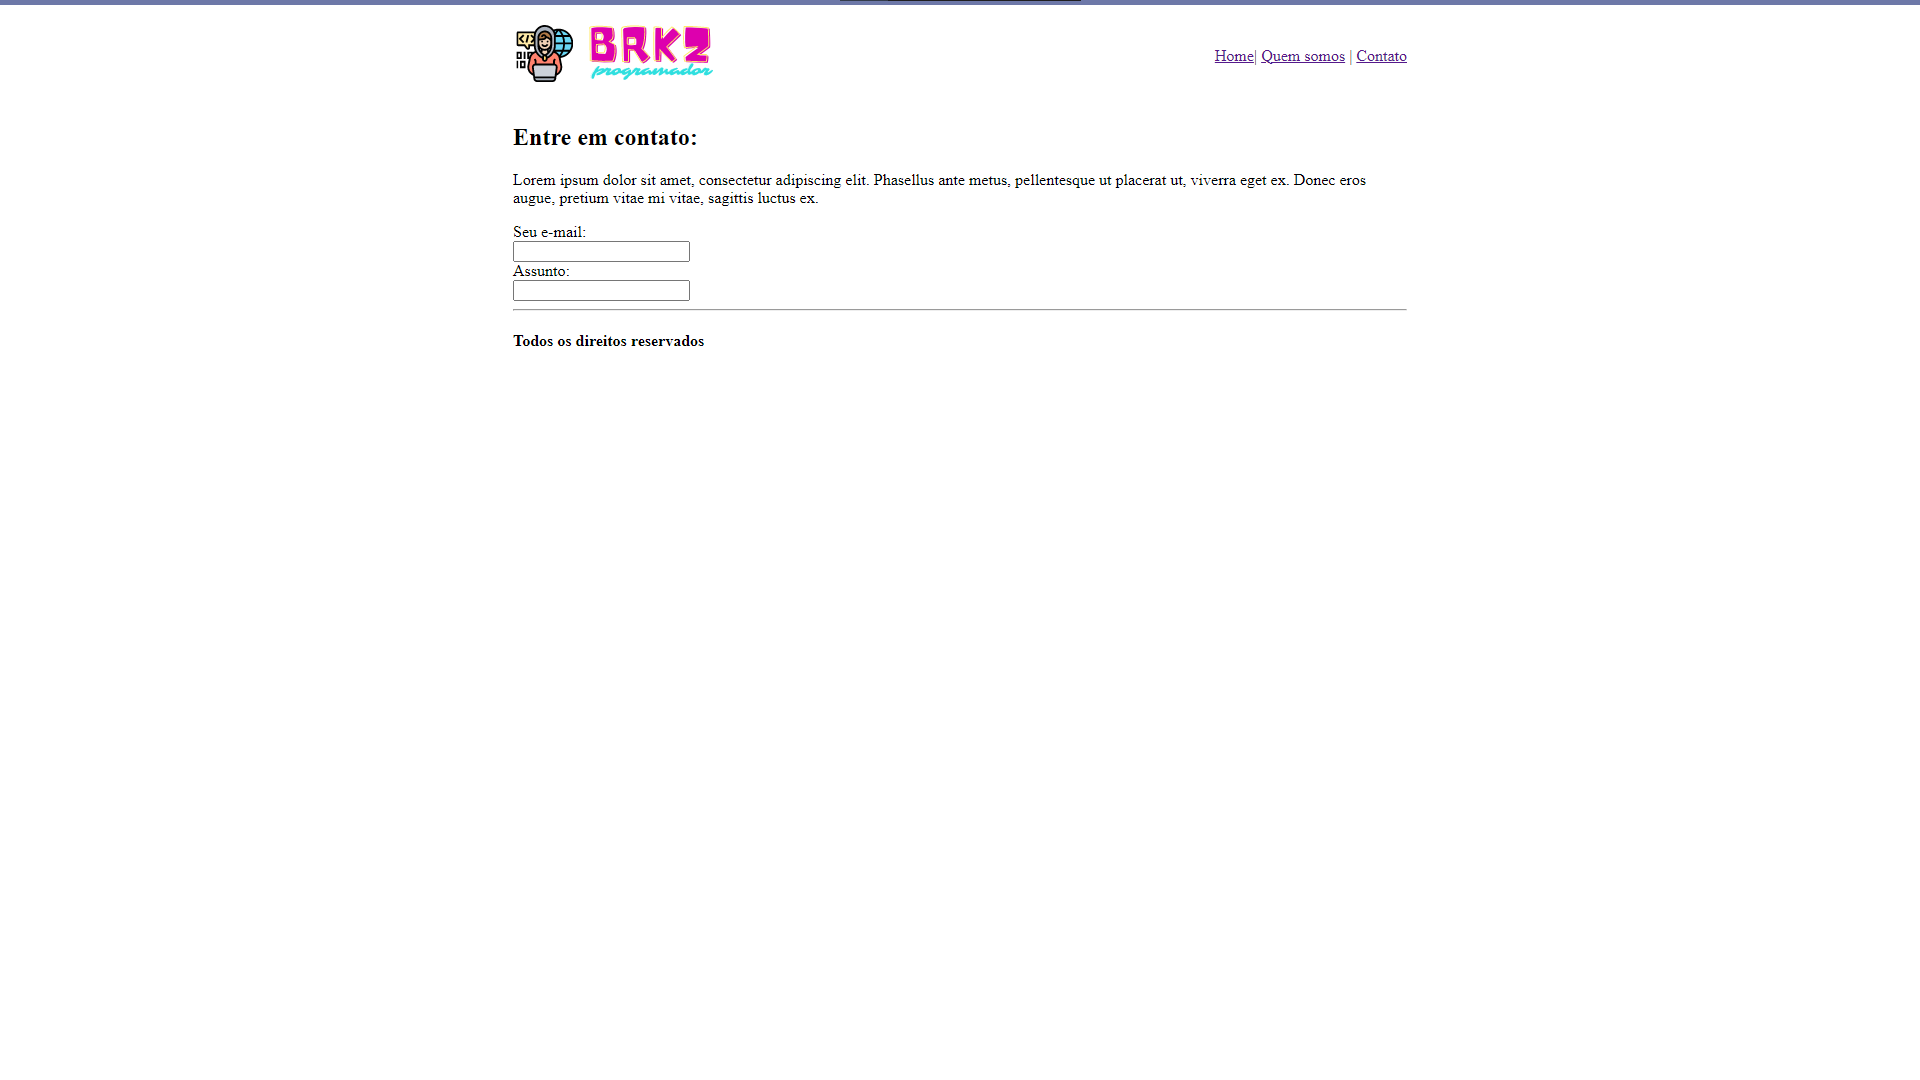 BRKZ
programador
Home| Quem somos | Contato
Entre em contato:
Lorem ipsum dolor sit amet, consectetur adipiscing elit. Phasellus ante metus, pellentesque ut placerat ut, viverra eget ex. Donec eros
augue, pretium vitae mi vitae, sagittis luctus ex.
Seu e-mail:
Assunto:
Todos os direitos reservados